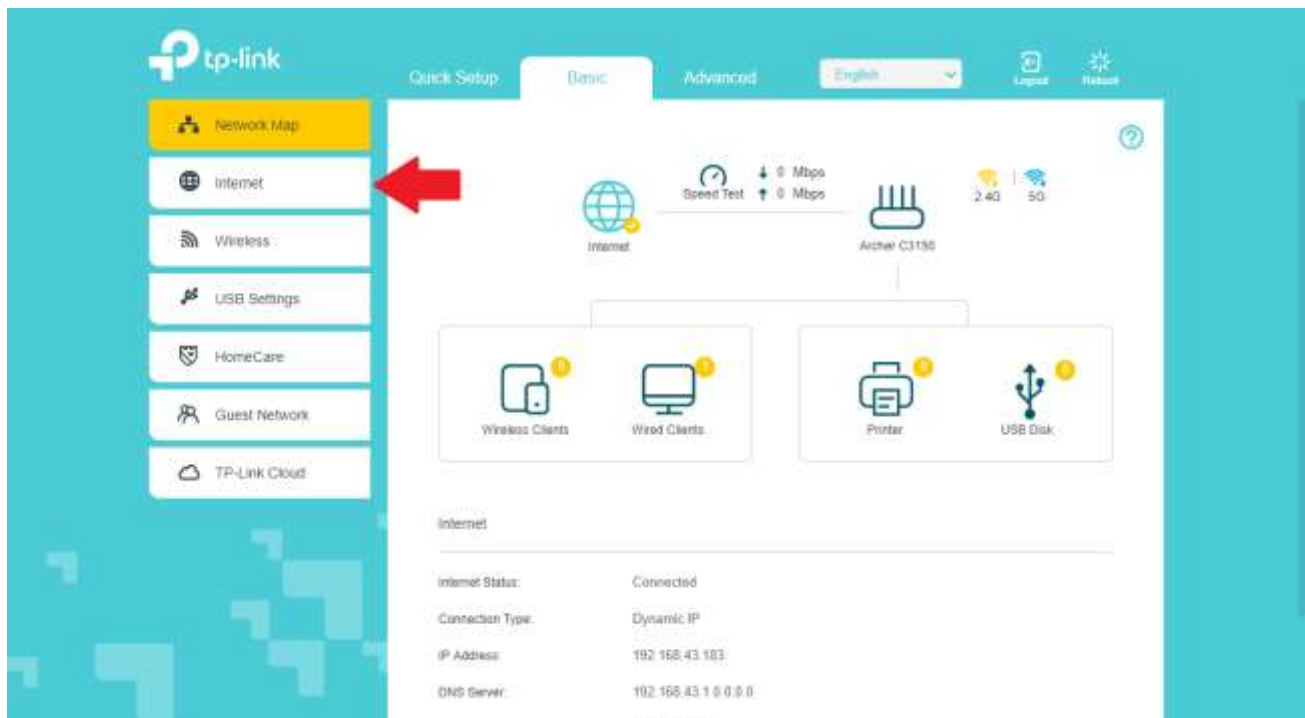 tp-link
Quick Setup Basic Advanced English Logout Reboot
Network Map
Internet
Wireless
USB Settings
HomeCare
Guest Network
TP-Link Cloud
?
Speed Test ↓ 0 Mbps
↑ 0 Mbps
2.4G | 5G
Internet
Archer C3150
0
1
0
0
Wireless Clients
Wired Clients
Printer
USB Disk
Internet
Internet Status: Connected
Connection Type: Dynamic IP
IP Address: 192.168.43.183
DNS Server: 192.168.43.1 0.0.0.0